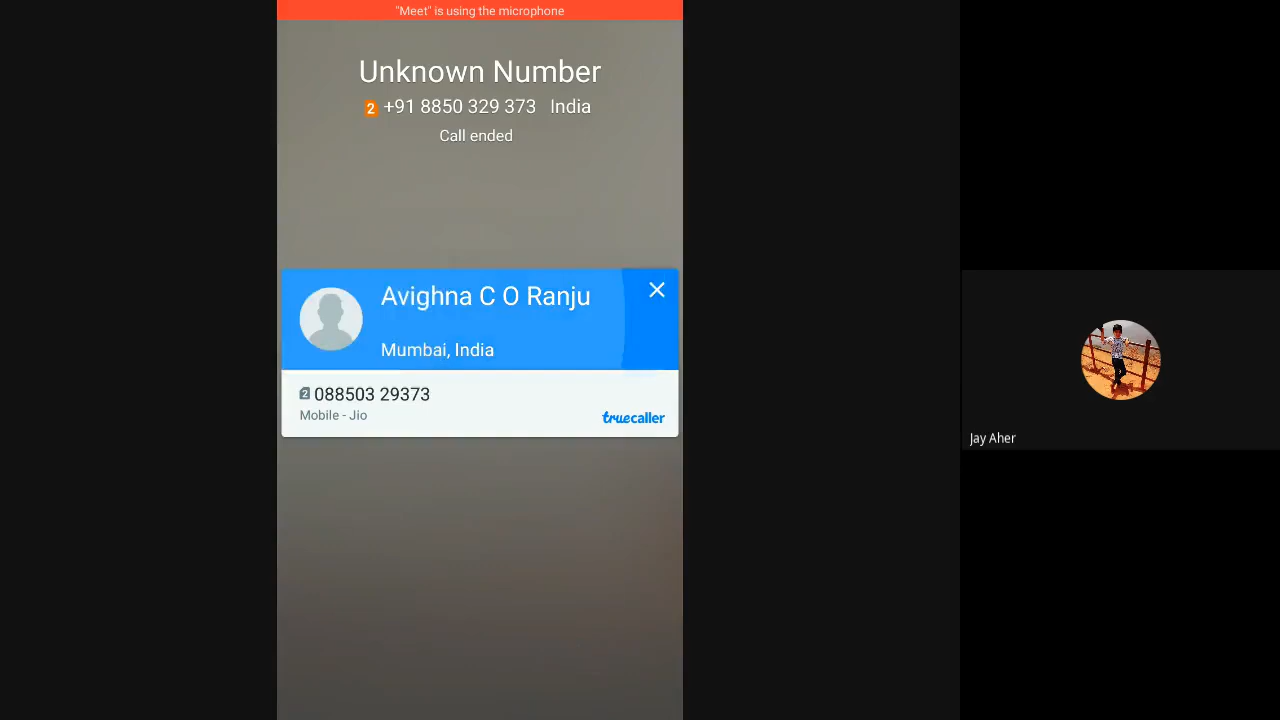 "Meet" is using the microphone
Unknown Number
2 +91 8850 329 373 India
Call ended
Avighna C O Ranju
Mumbai, India
2 088503 29373
Mobile - Jio
truecaller
Jay Aher